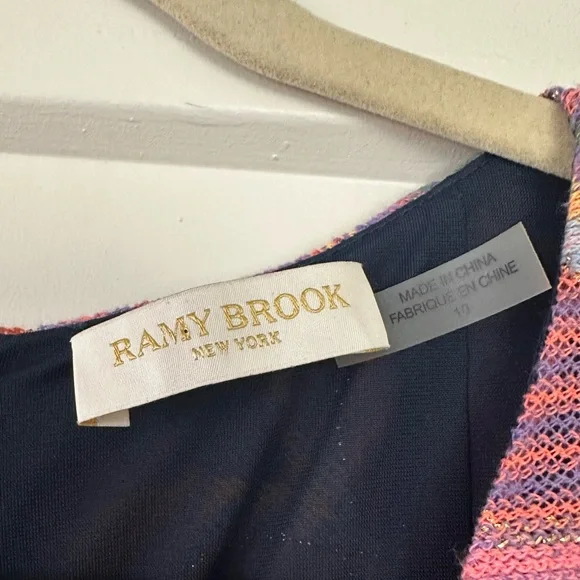 RAMY BROOK
NEW YORK
MADE IN CHINA
FABRIQUE EN CHINE
10